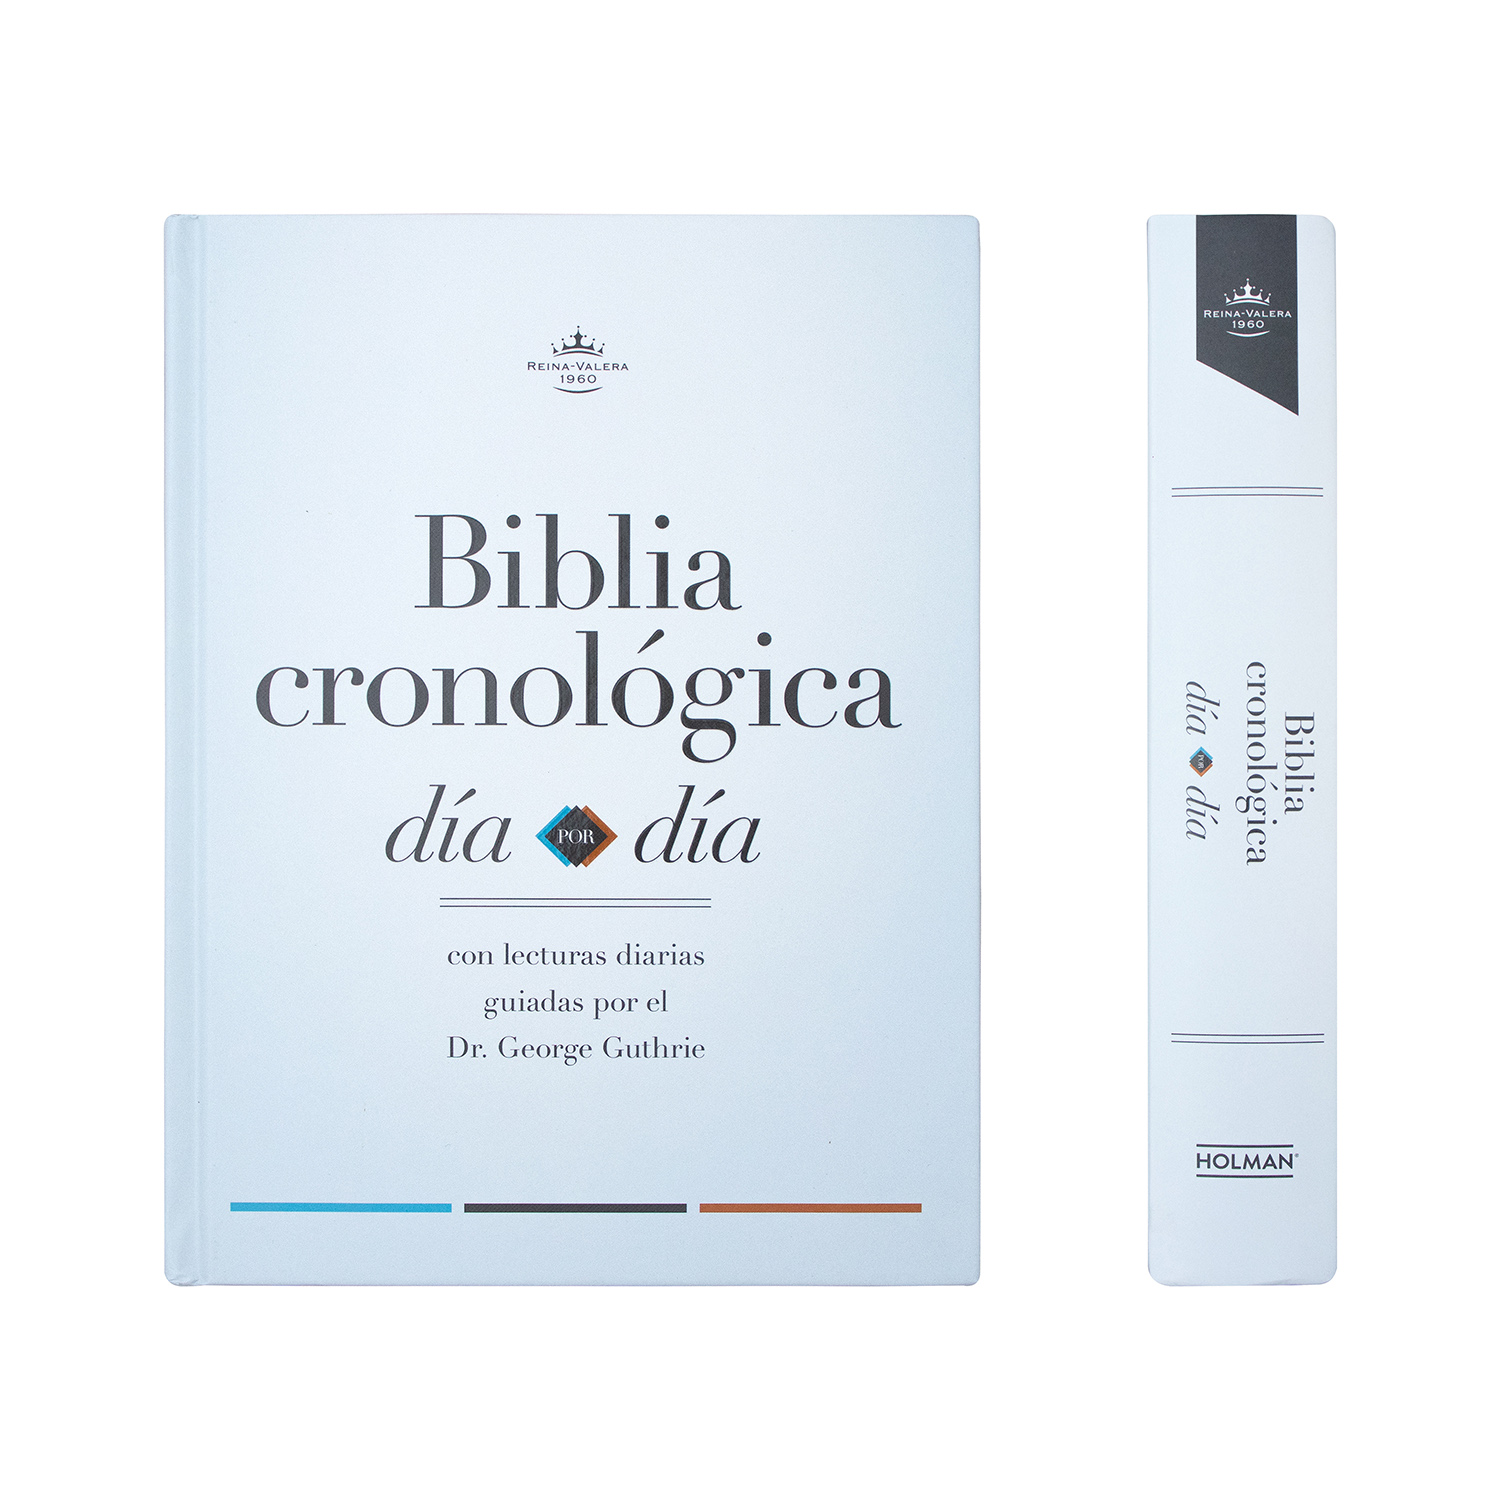 REINA-VALERA
1960
Biblia
cronológica
día POR día
con lecturas diarias
guiadas por el
Dr. George Guthrie
REINA-VALERA
1960
Biblia
cronológica
día POR día
HOLMAN®